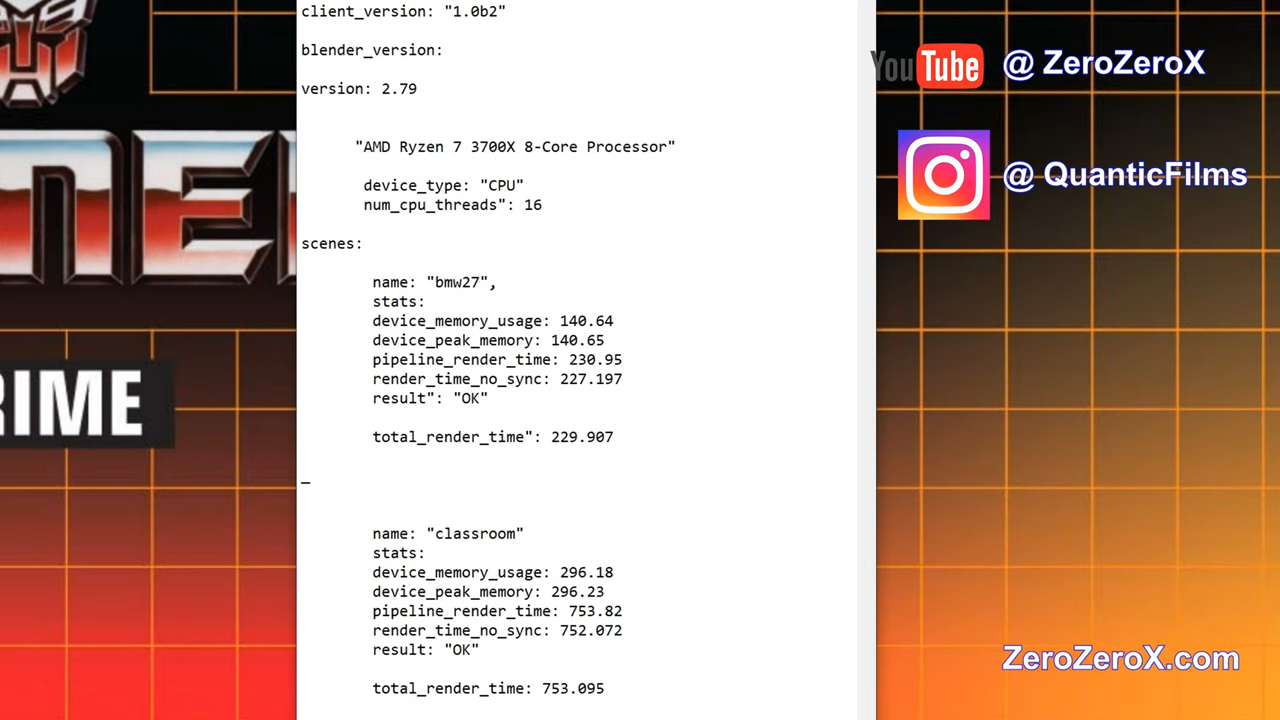 client_version: "1.0b2"
blender_version:
version: 2.79
"AMD Ryzen 7 3700X 8-Core Processor"
device_type: "CPU"
num_cpu_threads": 16
scenes:
name: "bmw27",
stats:
device_memory_usage: 140.64
device_peak_memory: 140.65
pipeline_render_time: 230.95
render_time_no_sync: 227.197
result": "OK"
total_render_time": 229.907
_
name: "classroom"
stats:
device_memory_usage: 296.18
device_peak_memory: 296.23
pipeline_render_time: 753.82
render_time_no_sync: 752.072
result: "OK"
total_render_time: 753.095
YouTube @ ZeroZeroX
@ QuanticFilms
ZeroZeroX.com
RIME